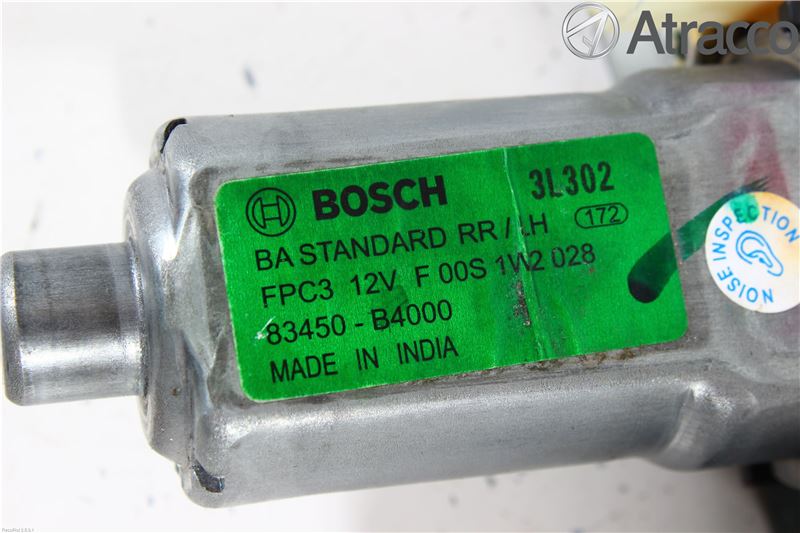 Atracco
BOSCH 3L302
BA STANDARD RR / LH 172
FPC3 12V F 00S 1W2 028
83450 - B4000
MADE IN INDIA
NOISE INSPECTION